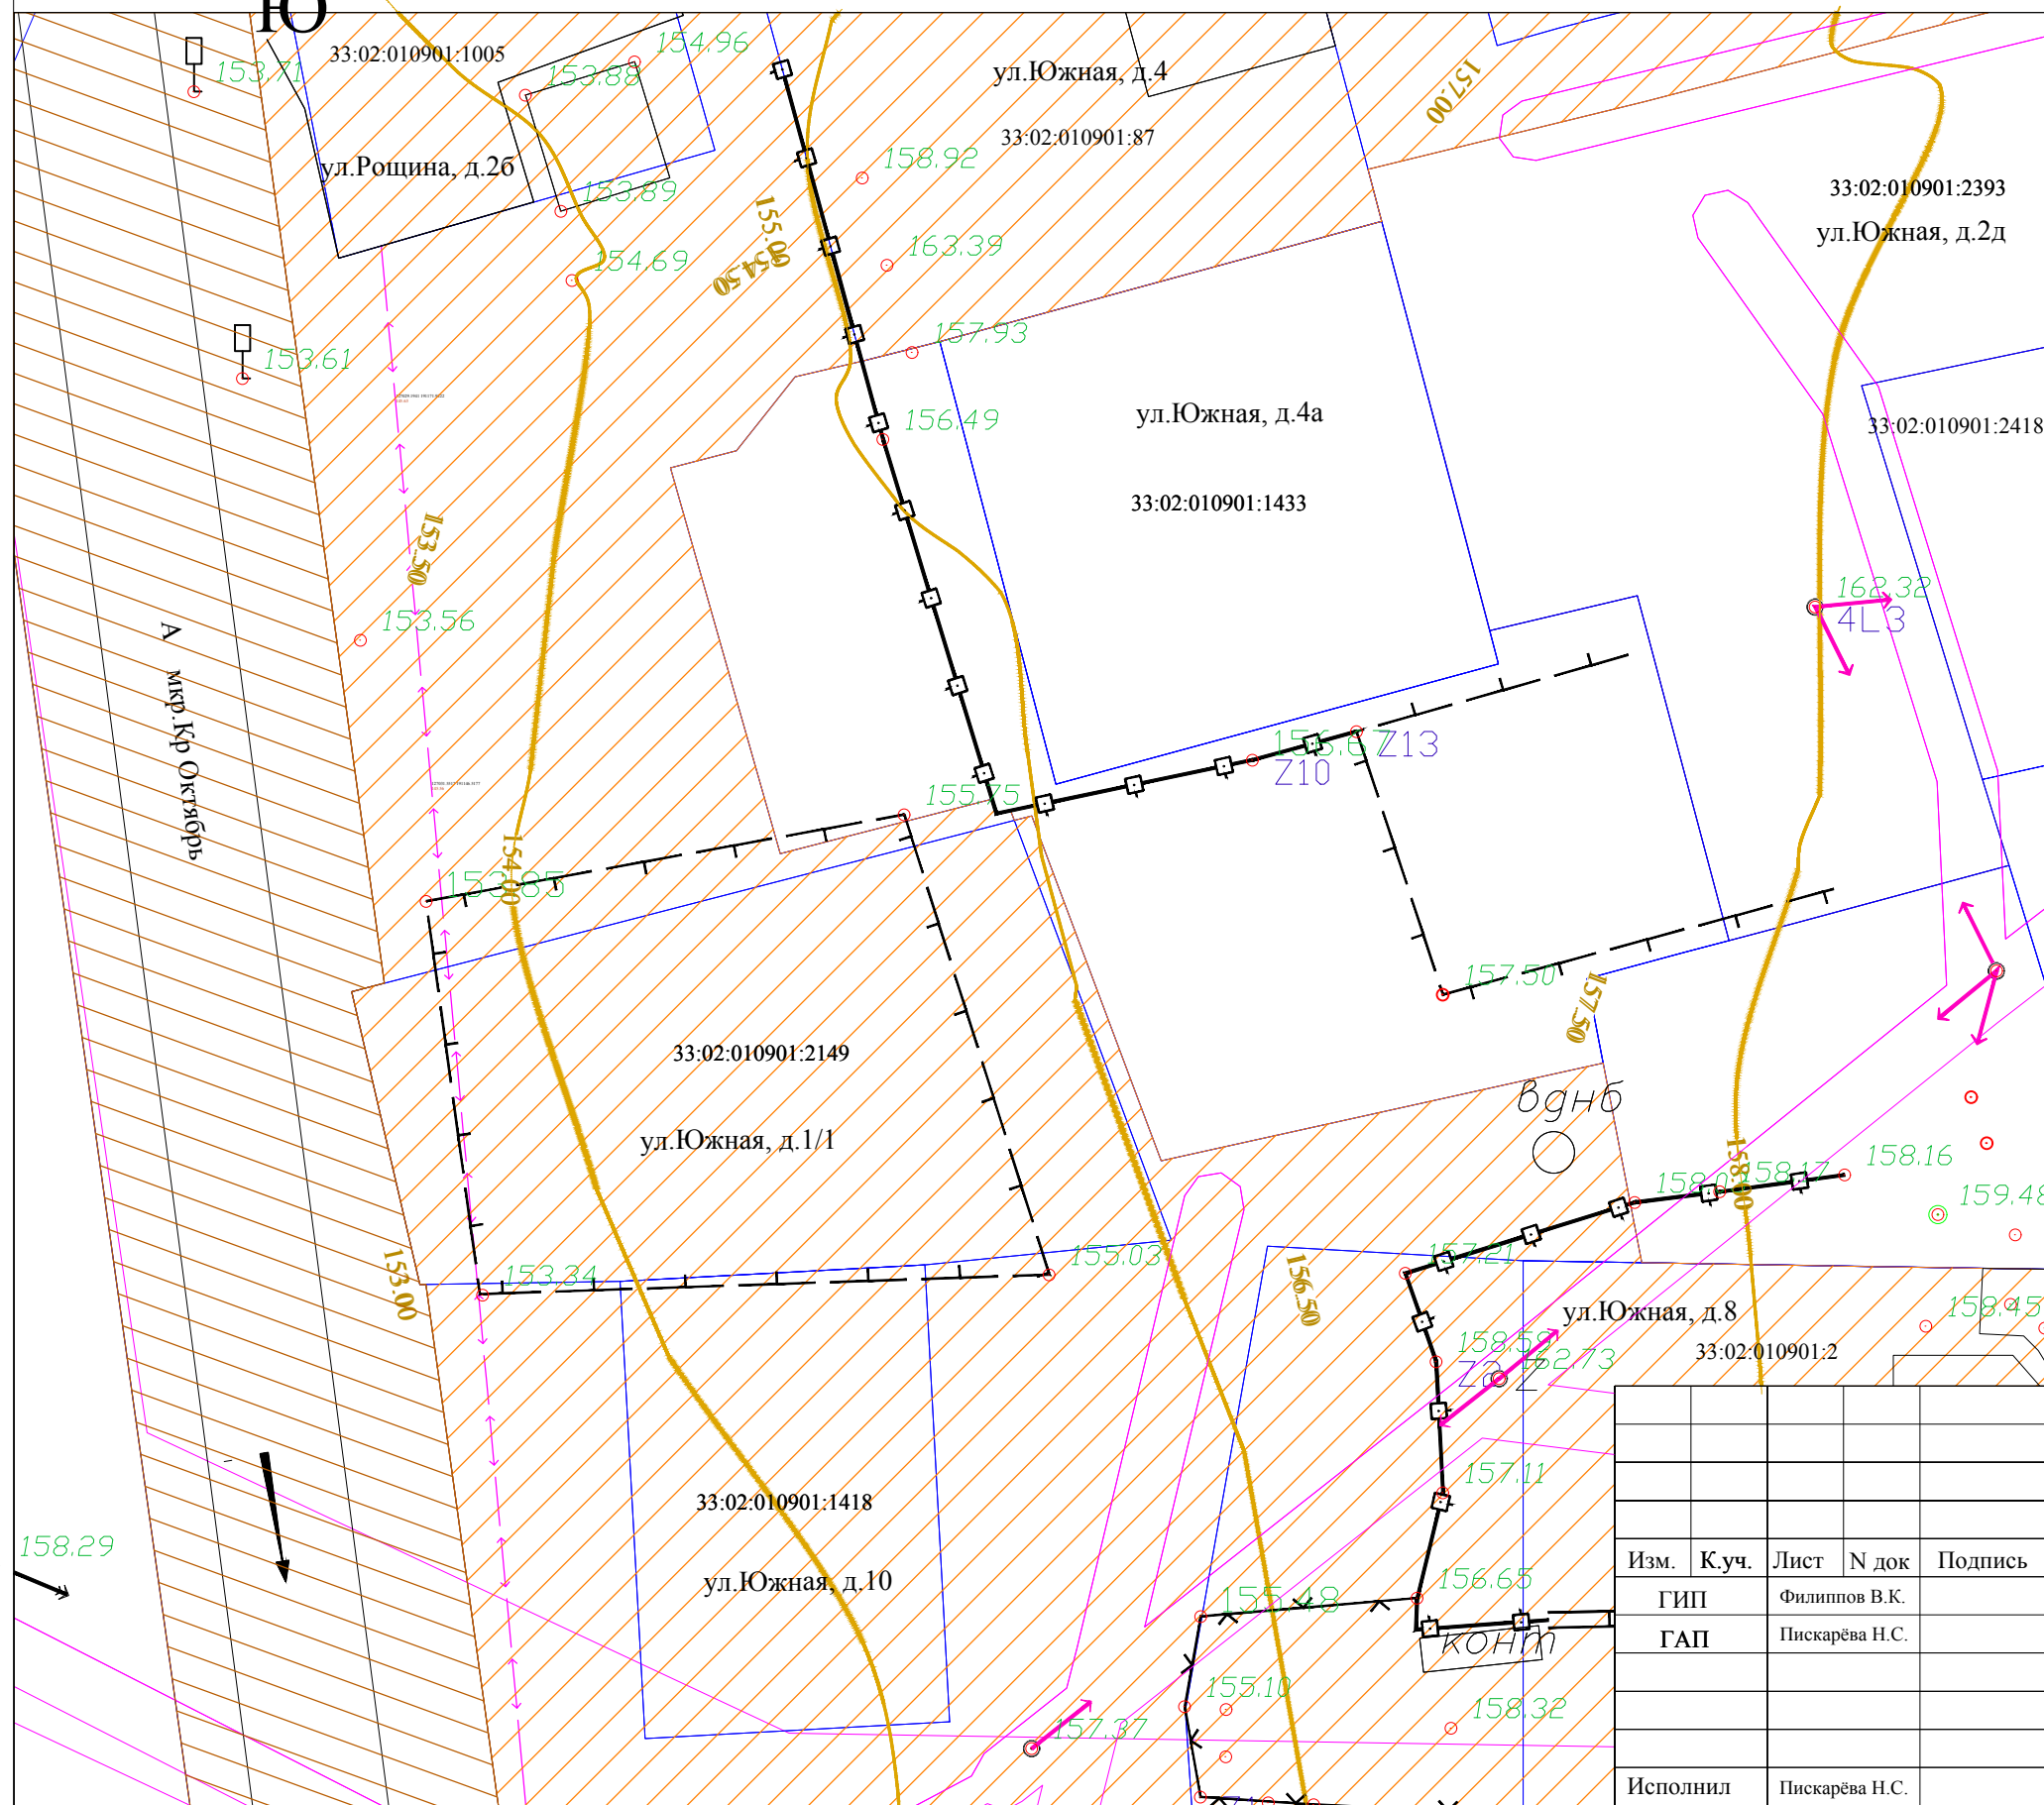 Ю
33:02:010901:1005
154.96
153.71
153.88
ул.Южная, д.4
157.00
33:02:010901:87
158.92
ул.Рощина, д.2б
153.89
33:02:010901:2393
ул.Южная, д.2д
155.00
154.50
163.39
154.69
157.93
153.61
156.49
ул.Южная, д.4а
33:02:010901:2418
33:02:010901:1433
153.50
162.32
4L3
153.56
А мкр.Кр Октябрь
156.67
Z13
Z10
155.75
154.00
153.85
157.50
157.50
33:02:010901:2149
вднб
ул.Южная, д.1/1
158.00
158.17
158.16
159.48
153.00
153.34
155.03
157.21
156.50
ул.Южная, д.8
158.45
158.59
162.73
33:02:010901:2
157.11
33:02:010901:1418
158.29
ул.Южная, д.10
156.65
155.48
конт
155.10
158.32
157.37
Изм. К.уч. Лист N док Подпись
ГИП Филиппов В.К.
ГАП Пискарёва Н.С.
Исполнил Пискарёва Н.С.